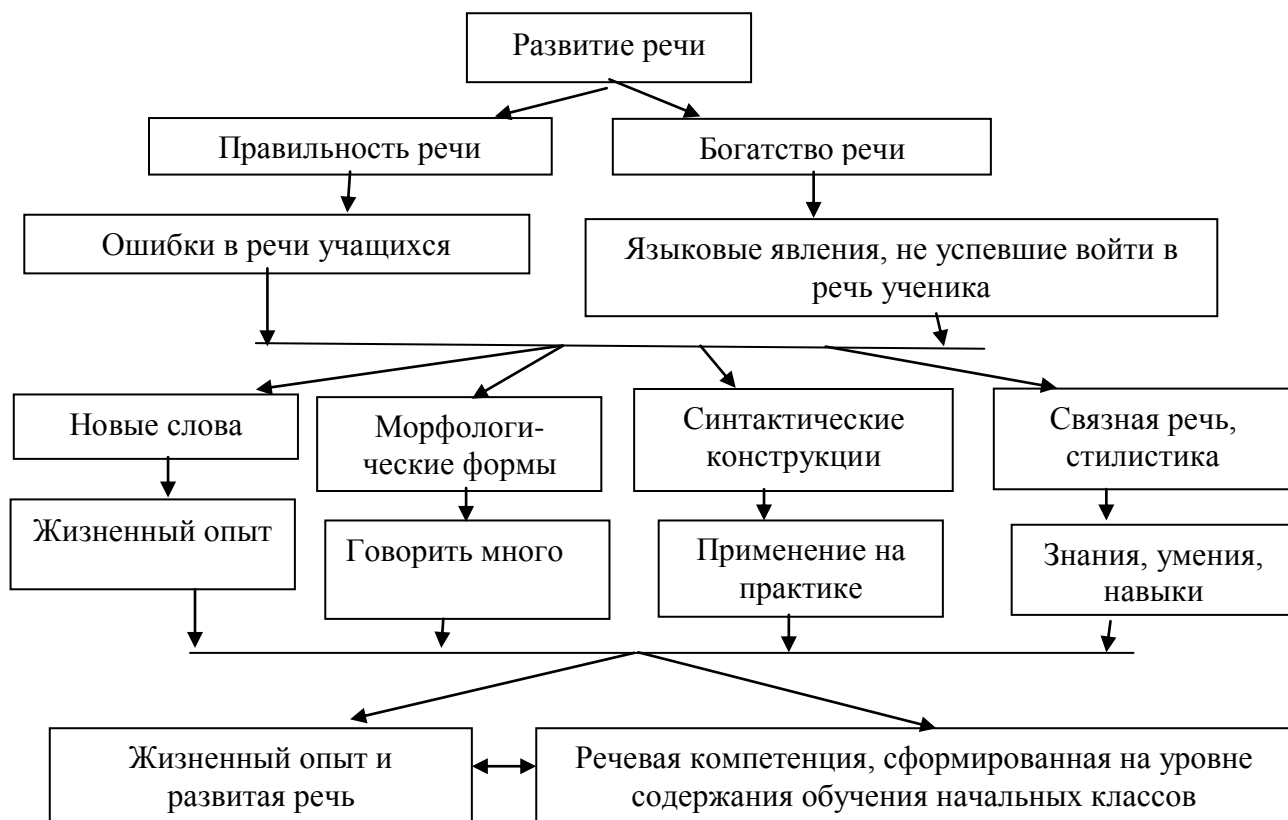 Развитие речи
Правильность речи
Богатство речи
Ошибки в речи учащихся
Языковые явления, не успевшие войти в
речь ученика
Новые слова
Морфологи-
ческие формы
Синтактические
конструкции
Связная речь,
стилистика
Жизненный опыт
Говорить много
Применение на
практике
Знания, умения,
навыки
Жизненный опыт и
развитая речь
Речевая компетенция, сформированная на уровне
содержания обучения начальных классов